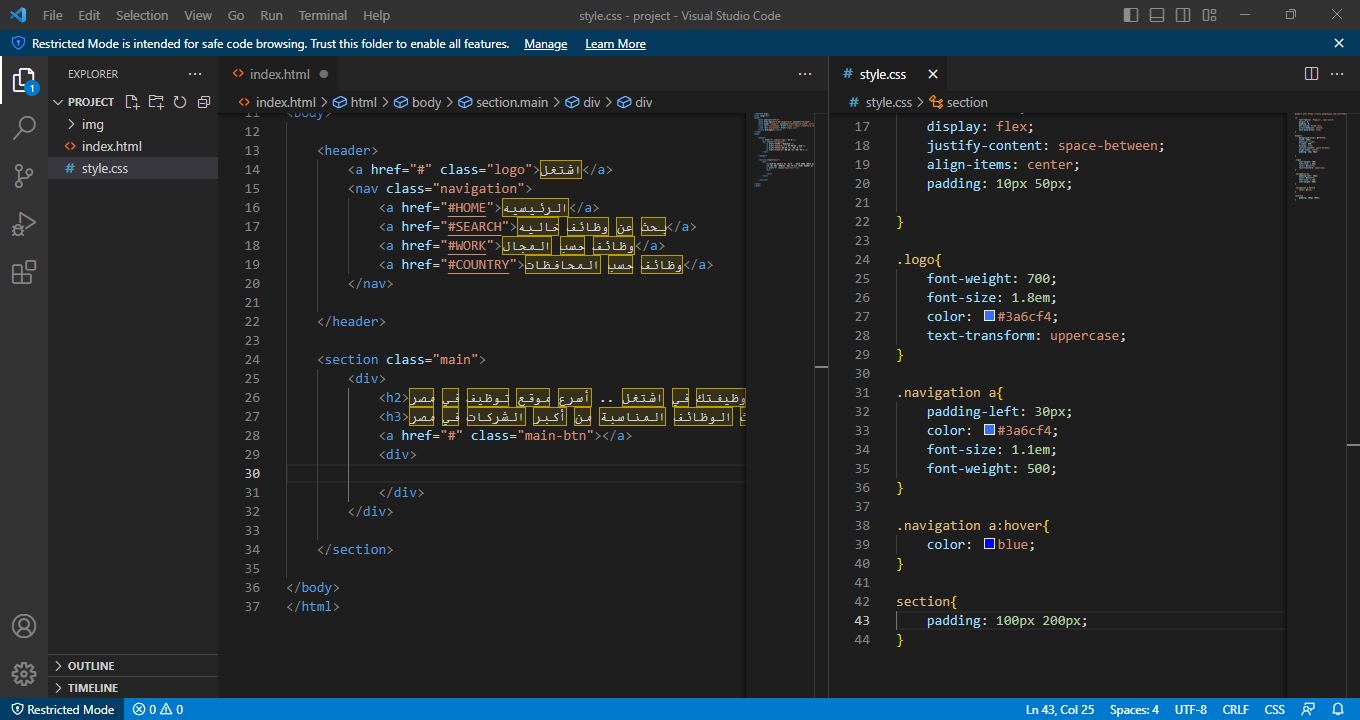 File Edit Selection View Go Run Terminal Help
style.css - project - Visual Studio Code
Restricted Mode is intended for safe code browsing. Trust this folder to enable all features. Manage Learn More
EXPLORER
PROJECT
img
index.html
style.css
OUTLINE
TIMELINE
1
index.html
index.html > html > body > section.main > div > div
11 <body>
12
13 <header>
14 <a href="#" class="logo">اشتغل</a>
15 <nav class="navigation">
16 <a href="#HOME">الرئيسيه</a>
17 <a href="#SEARCH">بحث عن وظائف خاليه</a>
18 <a href="#WORK">وظائف حسب المجال</a>
19 <a href="#COUNTRY">وظائف حسب المحافظات</a>
20 </nav>
21
22 </header>
23
24 <section class="main">
25 <div>
26 <h2>وظيفتك في اشتغل .. أسرع موقع توظيف في مصر
27 <h3>الوظائف المناسبة من أكبر الشركات في مصر
28 <a href="#" class="main-btn"></a>
29 <div>
30
31 </div>
32 </div>
33
34 </section>
35
36 </body>
37 </html>
style.css
style.css > section
17 display: flex;
18 justify-content: space-between;
19 align-items: center;
20 padding: 10px 50px;
21
22 }
23
24 .logo{
25 font-weight: 700;
26 font-size: 1.8em;
27 color: #3a6cf4;
28 text-transform: uppercase;
29 }
30
31 .navigation a{
32 padding-left: 30px;
33 color: #3a6cf4;
34 font-size: 1.1em;
35 font-weight: 500;
36 }
37
38 .navigation a:hover{
39 color: blue;
40 }
41
42 section{
43 padding: 100px 200px;
44 }
Restricted Mode 0 0 Ln 43, Col 25 Spaces: 4 UTF-8 CRLF CSS